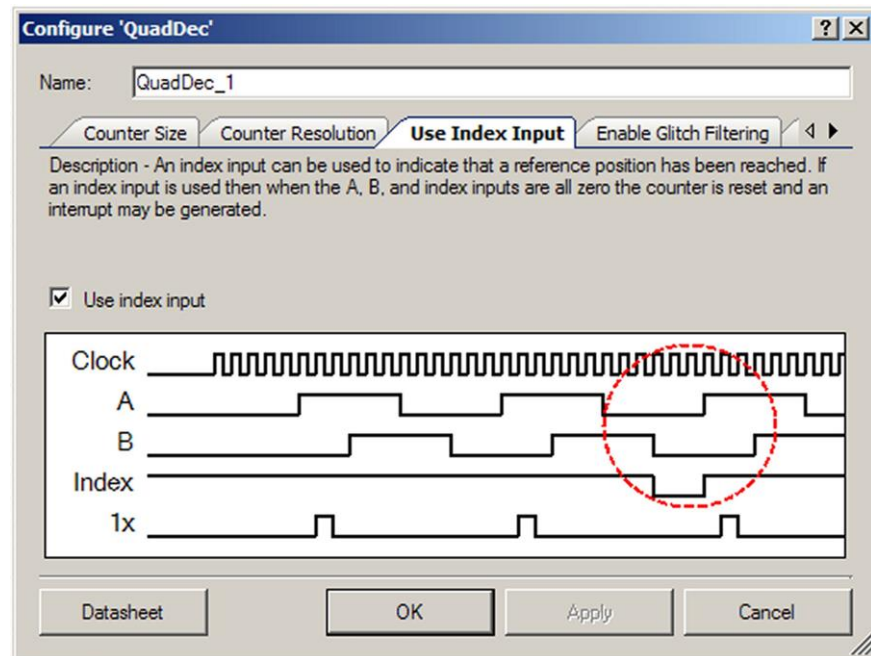 Configure 'QuadDec'
Name: QuadDec_1
Counter Size Counter Resolution Use Index Input Enable Glitch Filtering
Description - An index input can be used to indicate that a reference position has been reached. If
an index input is used then when the A, B, and index inputs are all zero the counter is reset and an
interrupt may be generated.
Use index input
Clock
A
B
Index
1x
Datasheet OK Apply Cancel